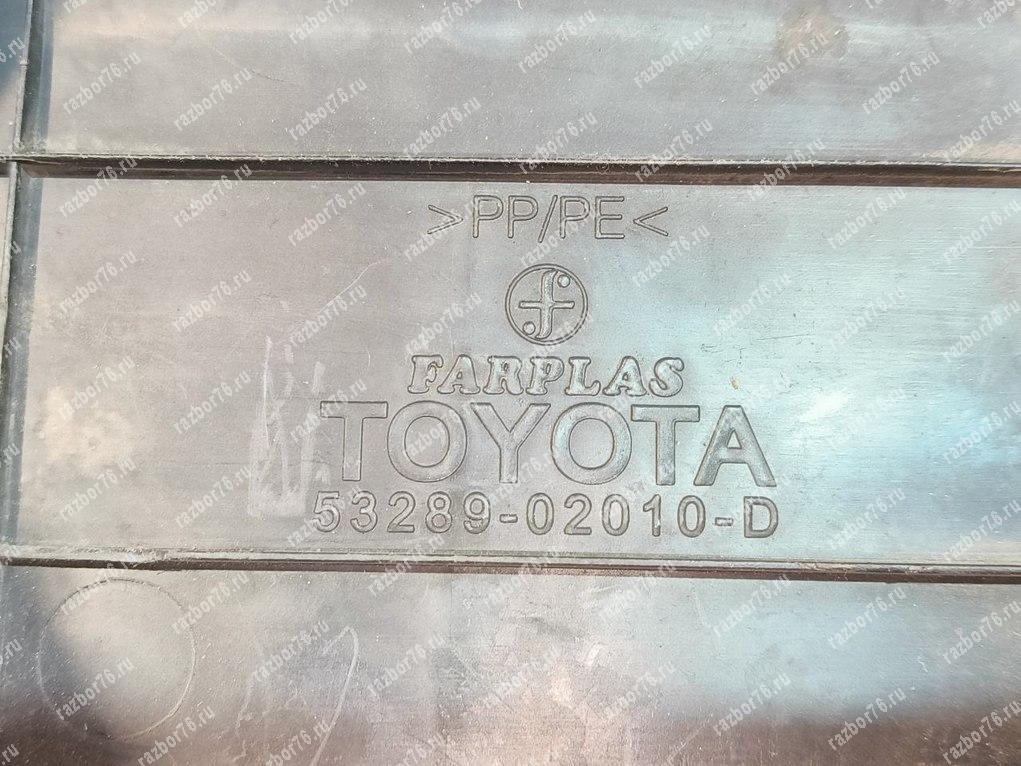 >PP/PE<
f
FARPLAS
TOYOTA
53289-02010-D
razbor76.ru